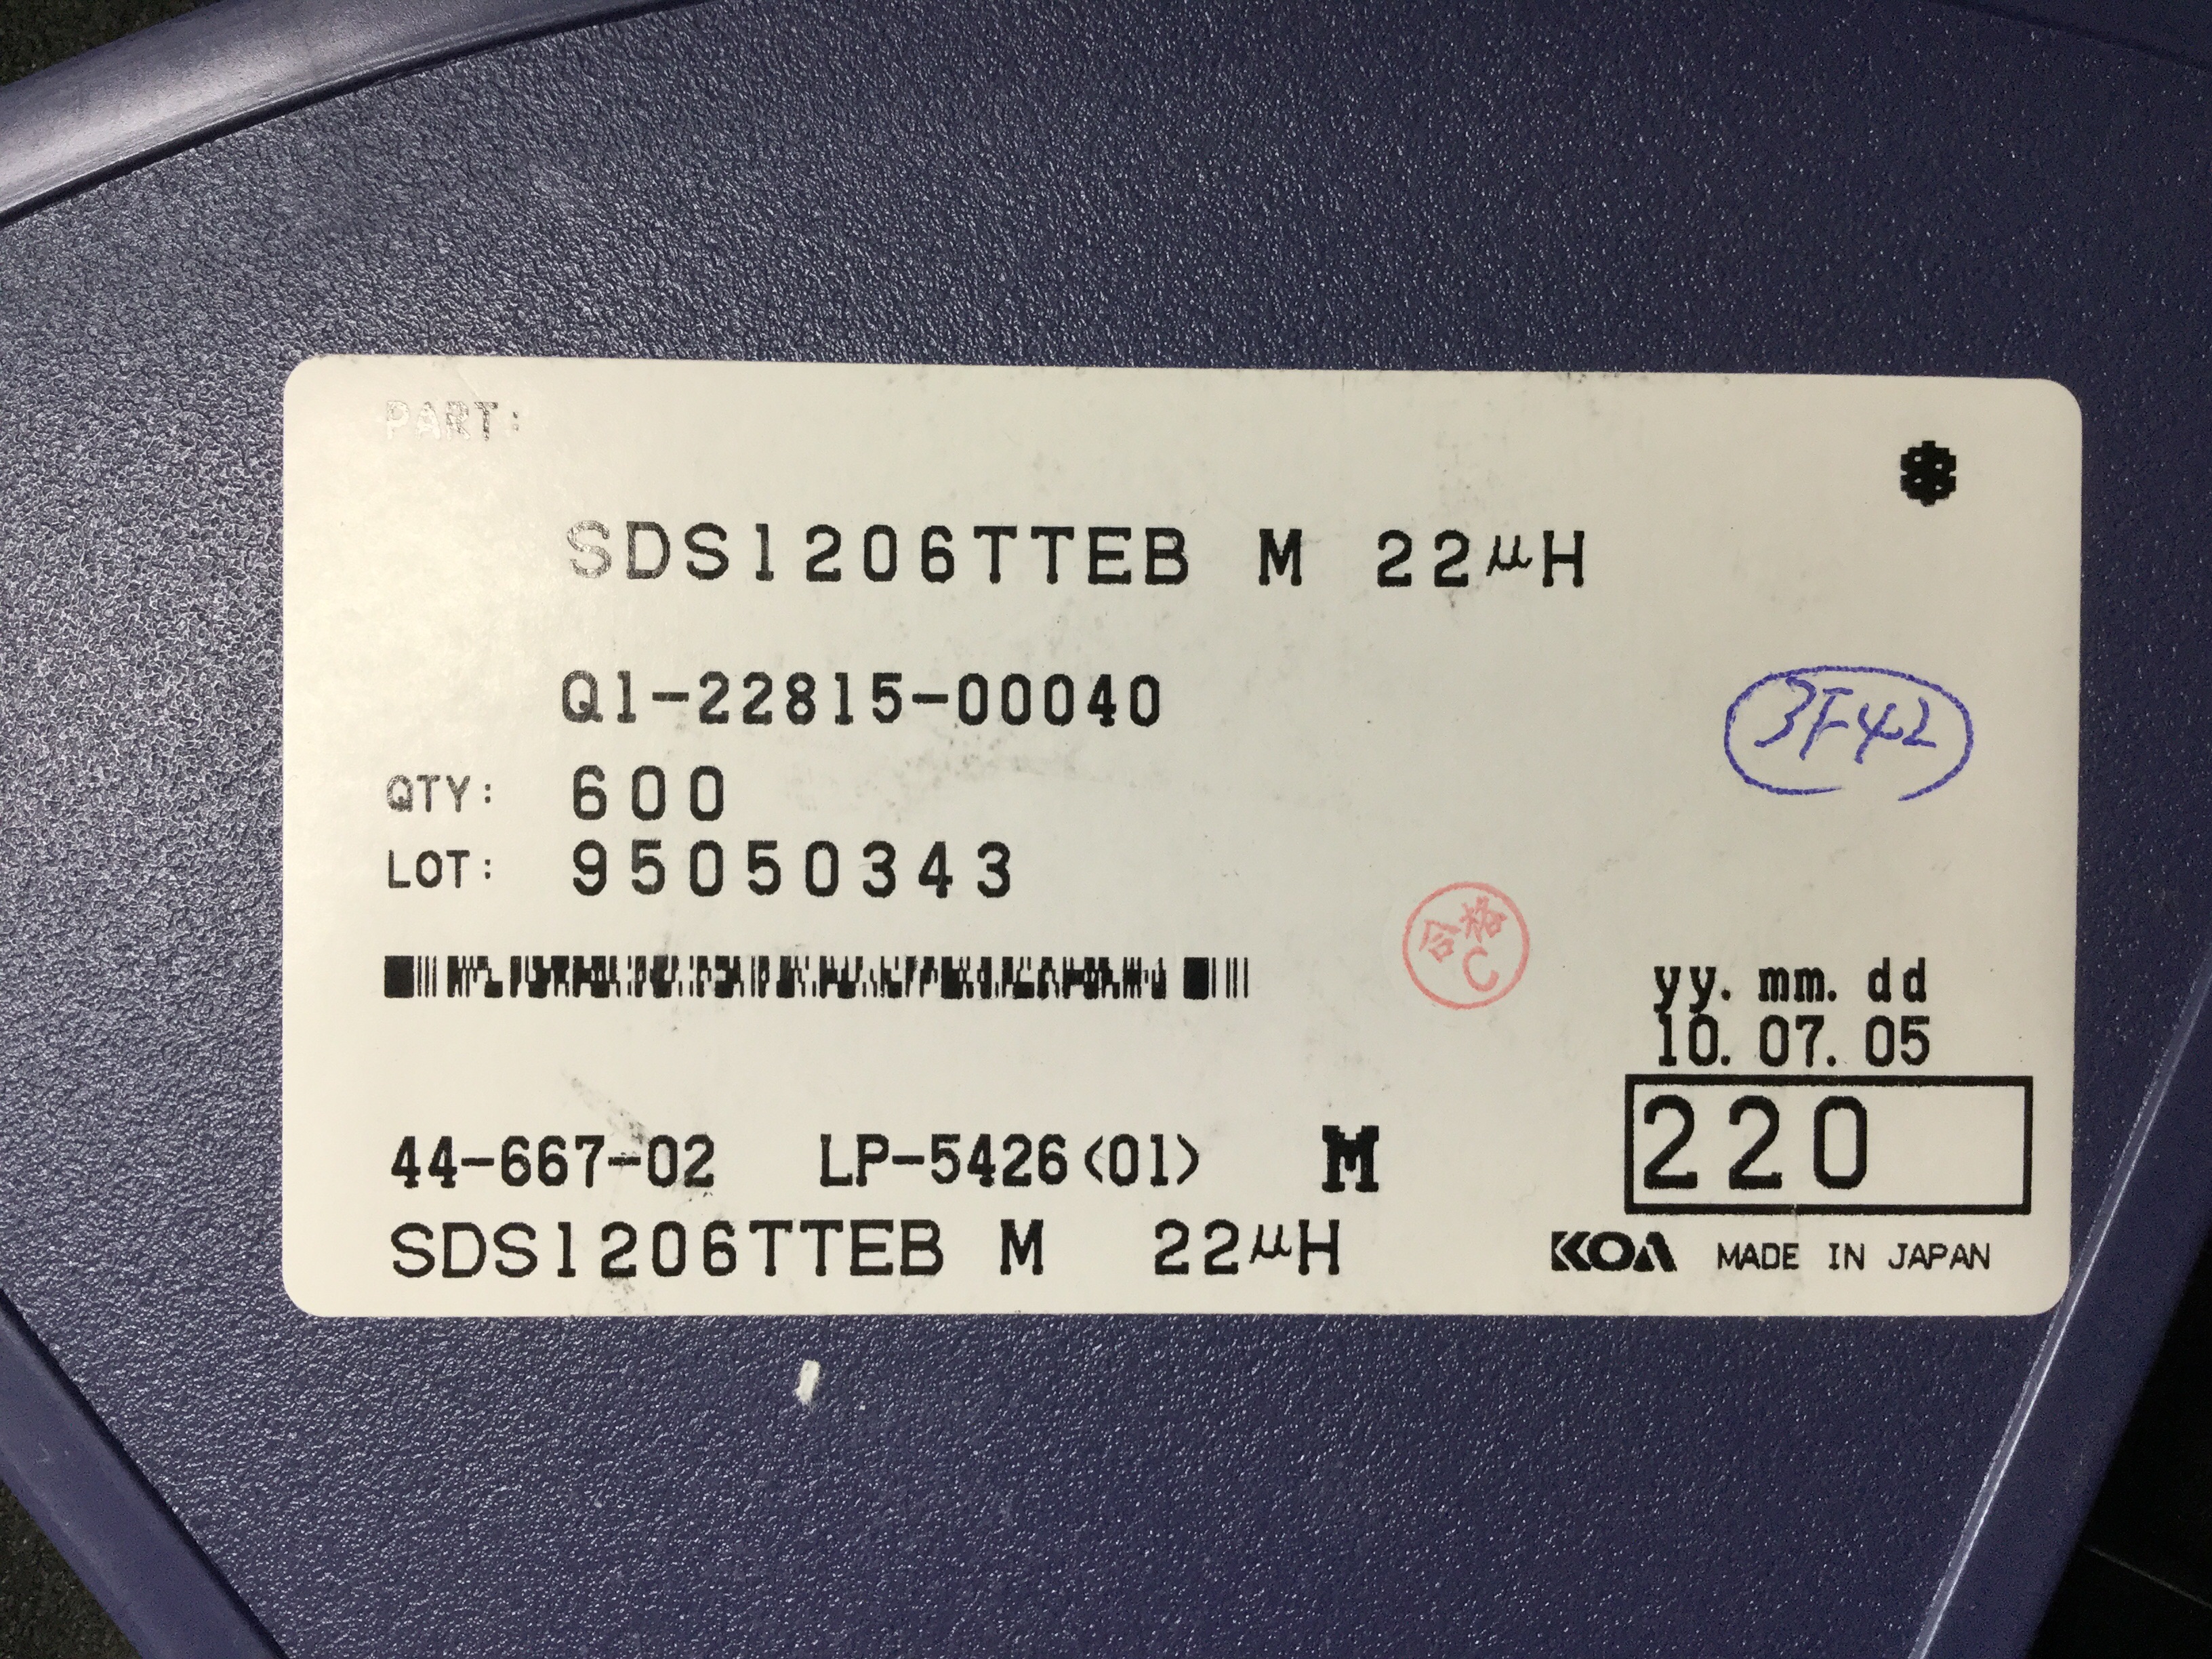 PART:
SDS1206TTEB M 22μH
Q1-22815-00040
3F42
QTY: 600
LOT: 95050343
合格
C
yy. mm. dd
10. 07. 05
220
44-667-02 LP-5426<01> M
SDS1206TTEB M 22μH
KOA MADE IN JAPAN